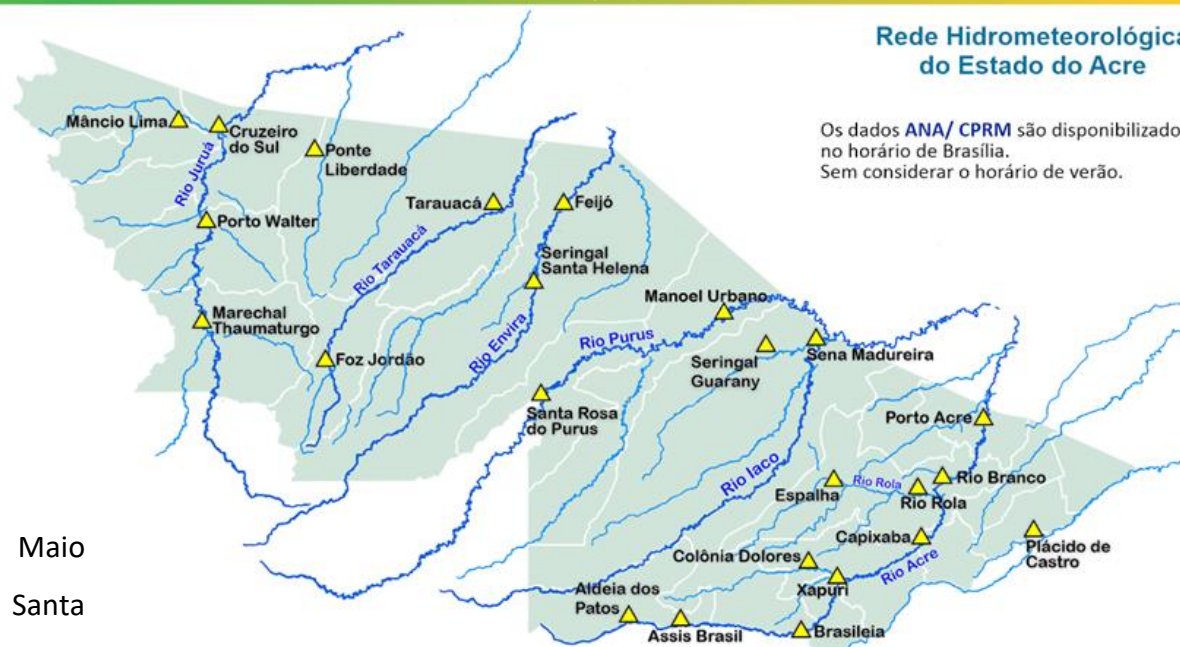 Rede Hidrometeorológica
do Estado do Acre
Os dados ANA/ CPRM são disponibilizado
no horário de Brasília.
Sem considerar o horário de verão.
Mâncio Lima
Cruzeiro
do Sul
Ponte
Liberdade
Rio Juruá
Porto Walter
Tarauacá
Feijó
Rio Tarauacá
Seringal
Santa Helena
Marechal
Thaumaturgo
Foz Jordão
Rio Envira
Manoel Urbano
Rio Purus
Seringal
Guarany
Sena Madureira
Santa Rosa
do Purus
Porto Acre
Rio Iaco
Espalha
Rio Rola
Rio Rola
Rio Branco
Capixaba
Plácido de
Castro
Colônia Dolores
Rio Acre
Xapuri
Aldeia dos
Patos
Assis Brasil
Brasileia
Maio
Santa